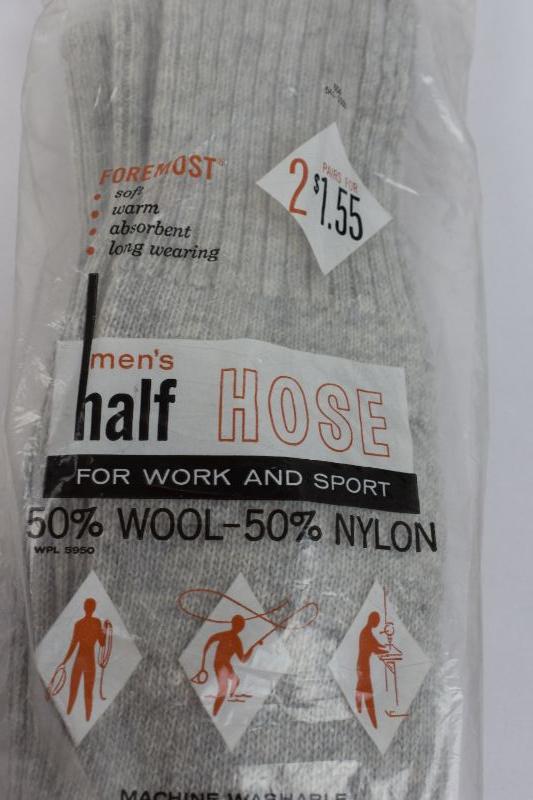 FOREMOST®
• soft
• warm
• absorbent
• long wearing
2 PAIRS FOR
$1.55
men's
half HOSE
FOR WORK AND SPORT
50% WOOL-50% NYLON
WPL 5950
MACHINE WASHABLE